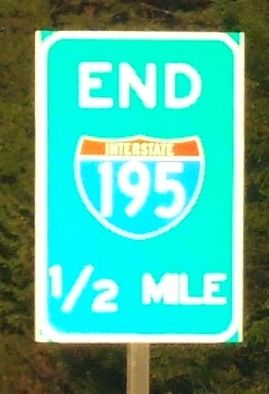 END
INTERSTATE
195
1/2 MILE